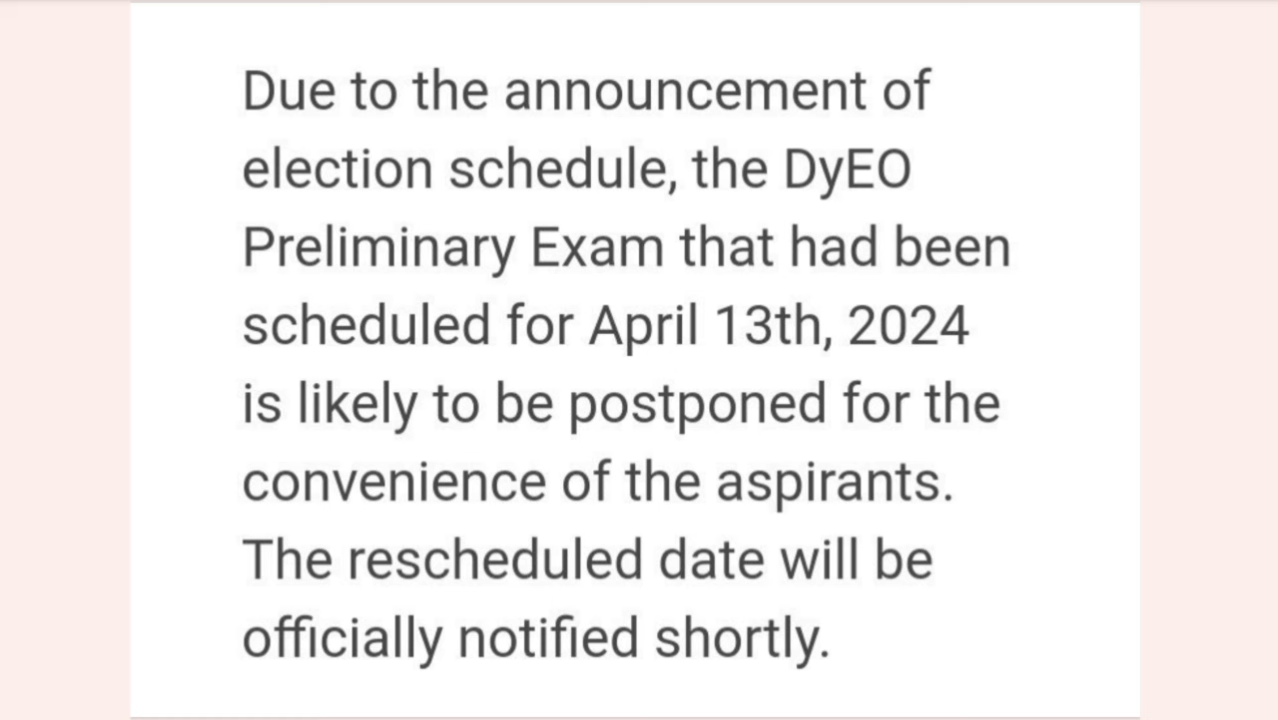 Due to the announcement of
election schedule, the DyEO
Preliminary Exam that had been
scheduled for April 13th, 2024
is likely to be postponed for the
convenience of the aspirants.
The rescheduled date will be
officially notified shortly.